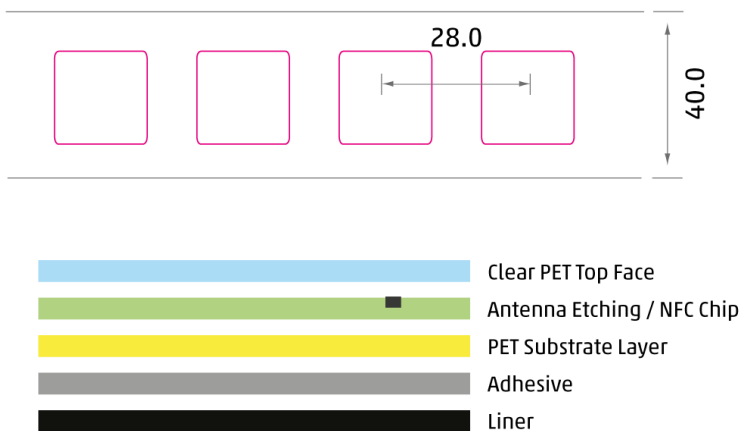 28.0
40.0
Clear PET Top Face
Antenna Etching / NFC Chip
PET Substrate Layer
Adhesive
Liner